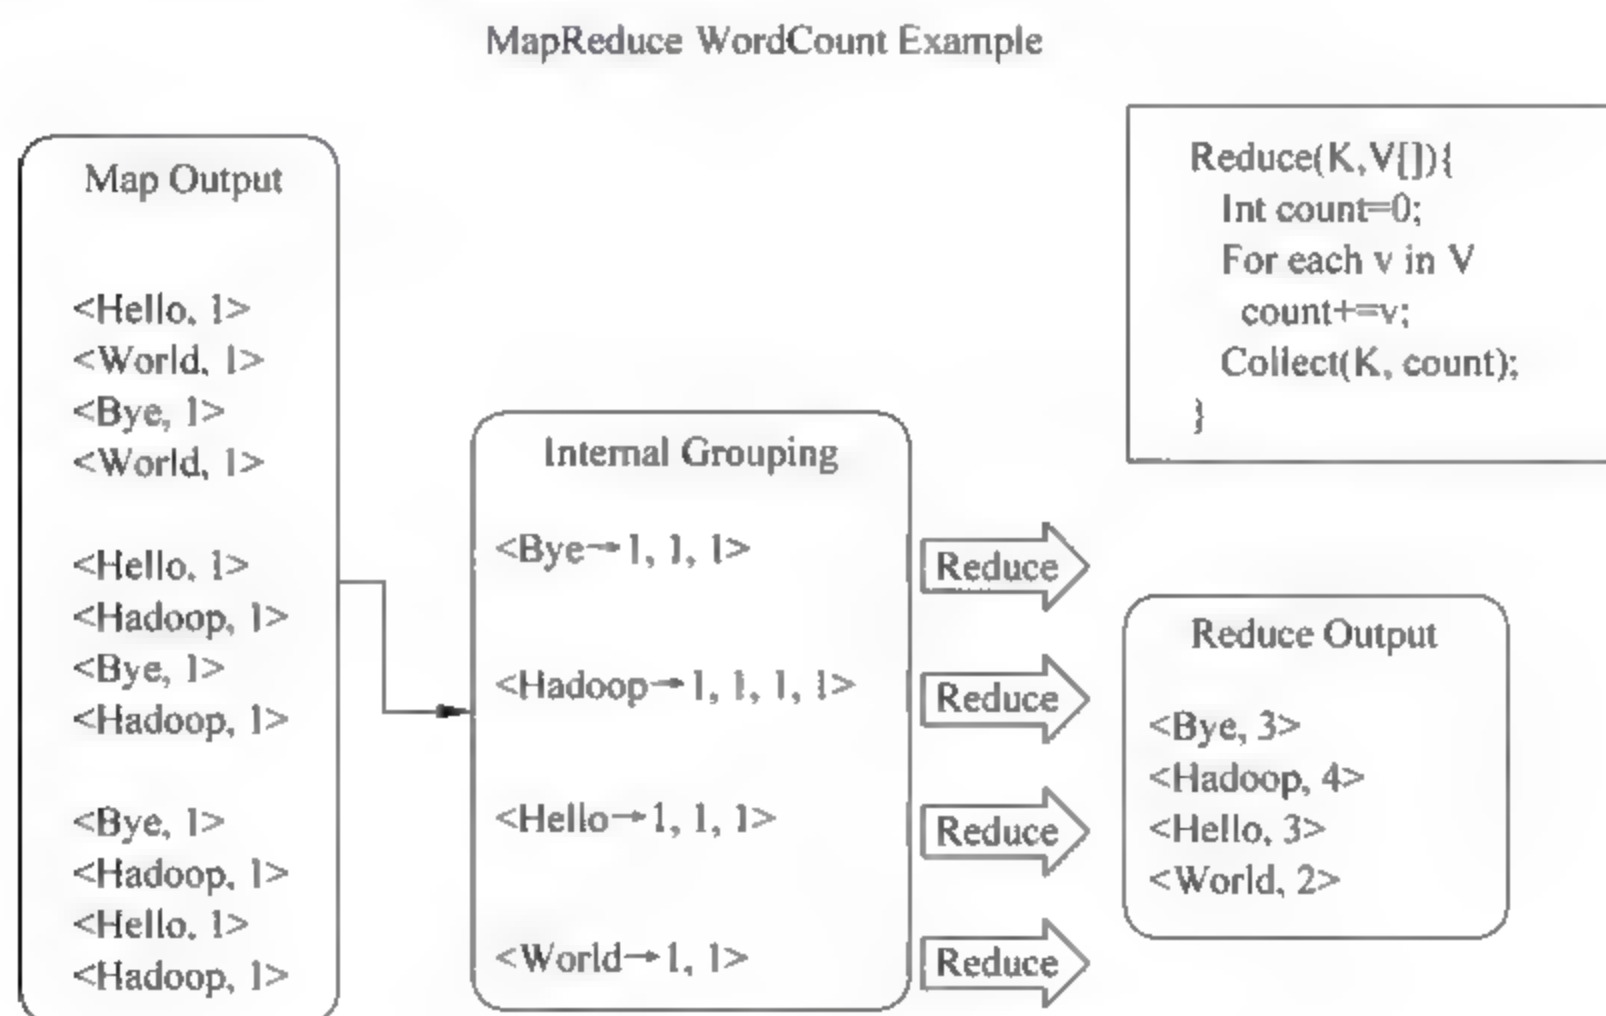 MapReduce WordCount Example
Map Output
<Hello, 1>
<World, 1>
<Bye, 1>
<World, 1>
<Hello, 1>
<Hadoop, 1>
<Bye, 1>
<Hadoop, 1>
<Bye, 1>
<Hadoop, 1>
<Hello, 1>
<Hadoop, 1>
Internal Grouping
<Bye→1, 1, 1>
<Hadoop→1, 1, 1, 1>
<Hello→1, 1, 1>
<World→1, 1>
Reduce
Reduce
Reduce
Reduce
Reduce(K,V[]){
Int count=0;
For each v in V
count+=v;
Collect(K, count);
}
Reduce Output
<Bye, 3>
<Hadoop, 4>
<Hello, 3>
<World, 2>